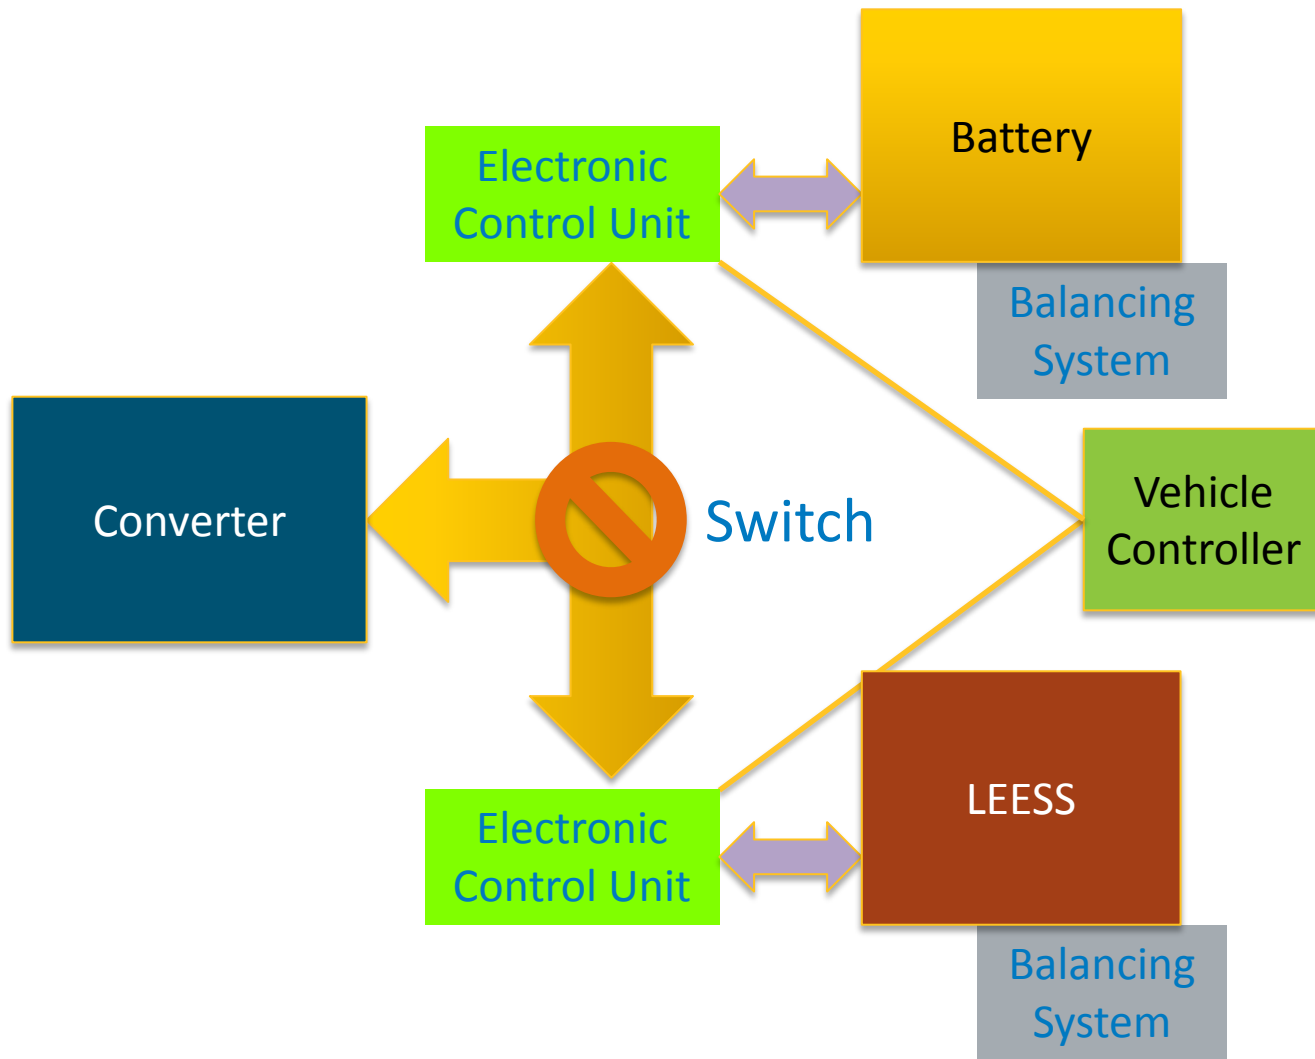 Battery
Electronic
Control Unit
Balancing
System
Converter
Switch
Vehicle
Controller
LEESS
Electronic
Control Unit
Balancing
System